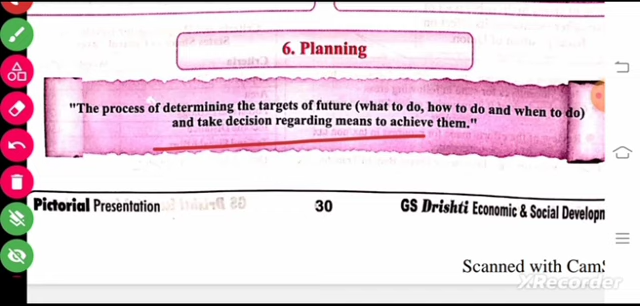 6. Planning
"The process of determining the targets of future (what to do, how to do and when to do)
and take decision regarding means to achieve them."
Pictorial Presentation 30 GS Drishti Economic & Social Developn
Scanned with Cam
XRecorder